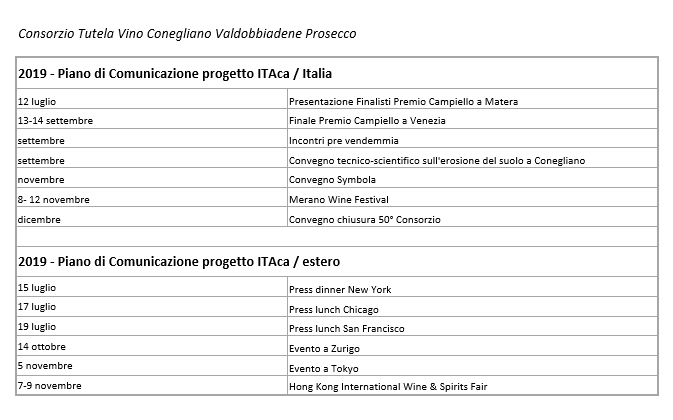 Consorzio Tutela Vino Conegliano Valdobbiadene Prosecco
2019 - Piano di Comunicazione progetto ITAca / Italia
12 luglio Presentazione Finalisti Premio Campiello a Matera
13-14 settembre Finale Premio Campiello a Venezia
settembre Incontri pre vendemmia
settembre Convegno tecnico-scientifico sull'erosione del suolo a Conegliano
novembre Convegno Symbola
8- 12 novembre Merano Wine Festival
dicembre Convegno chiusura 50° Consorzio
2019 - Piano di Comunicazione progetto ITAca / estero
15 luglio Press dinner New York
17 luglio Press lunch Chicago
19 luglio Press lunch San Francisco
14 ottobre Evento a Zurigo
5 novembre Evento a Tokyo
7-9 novembre Hong Kong International Wine & Spirits Fair